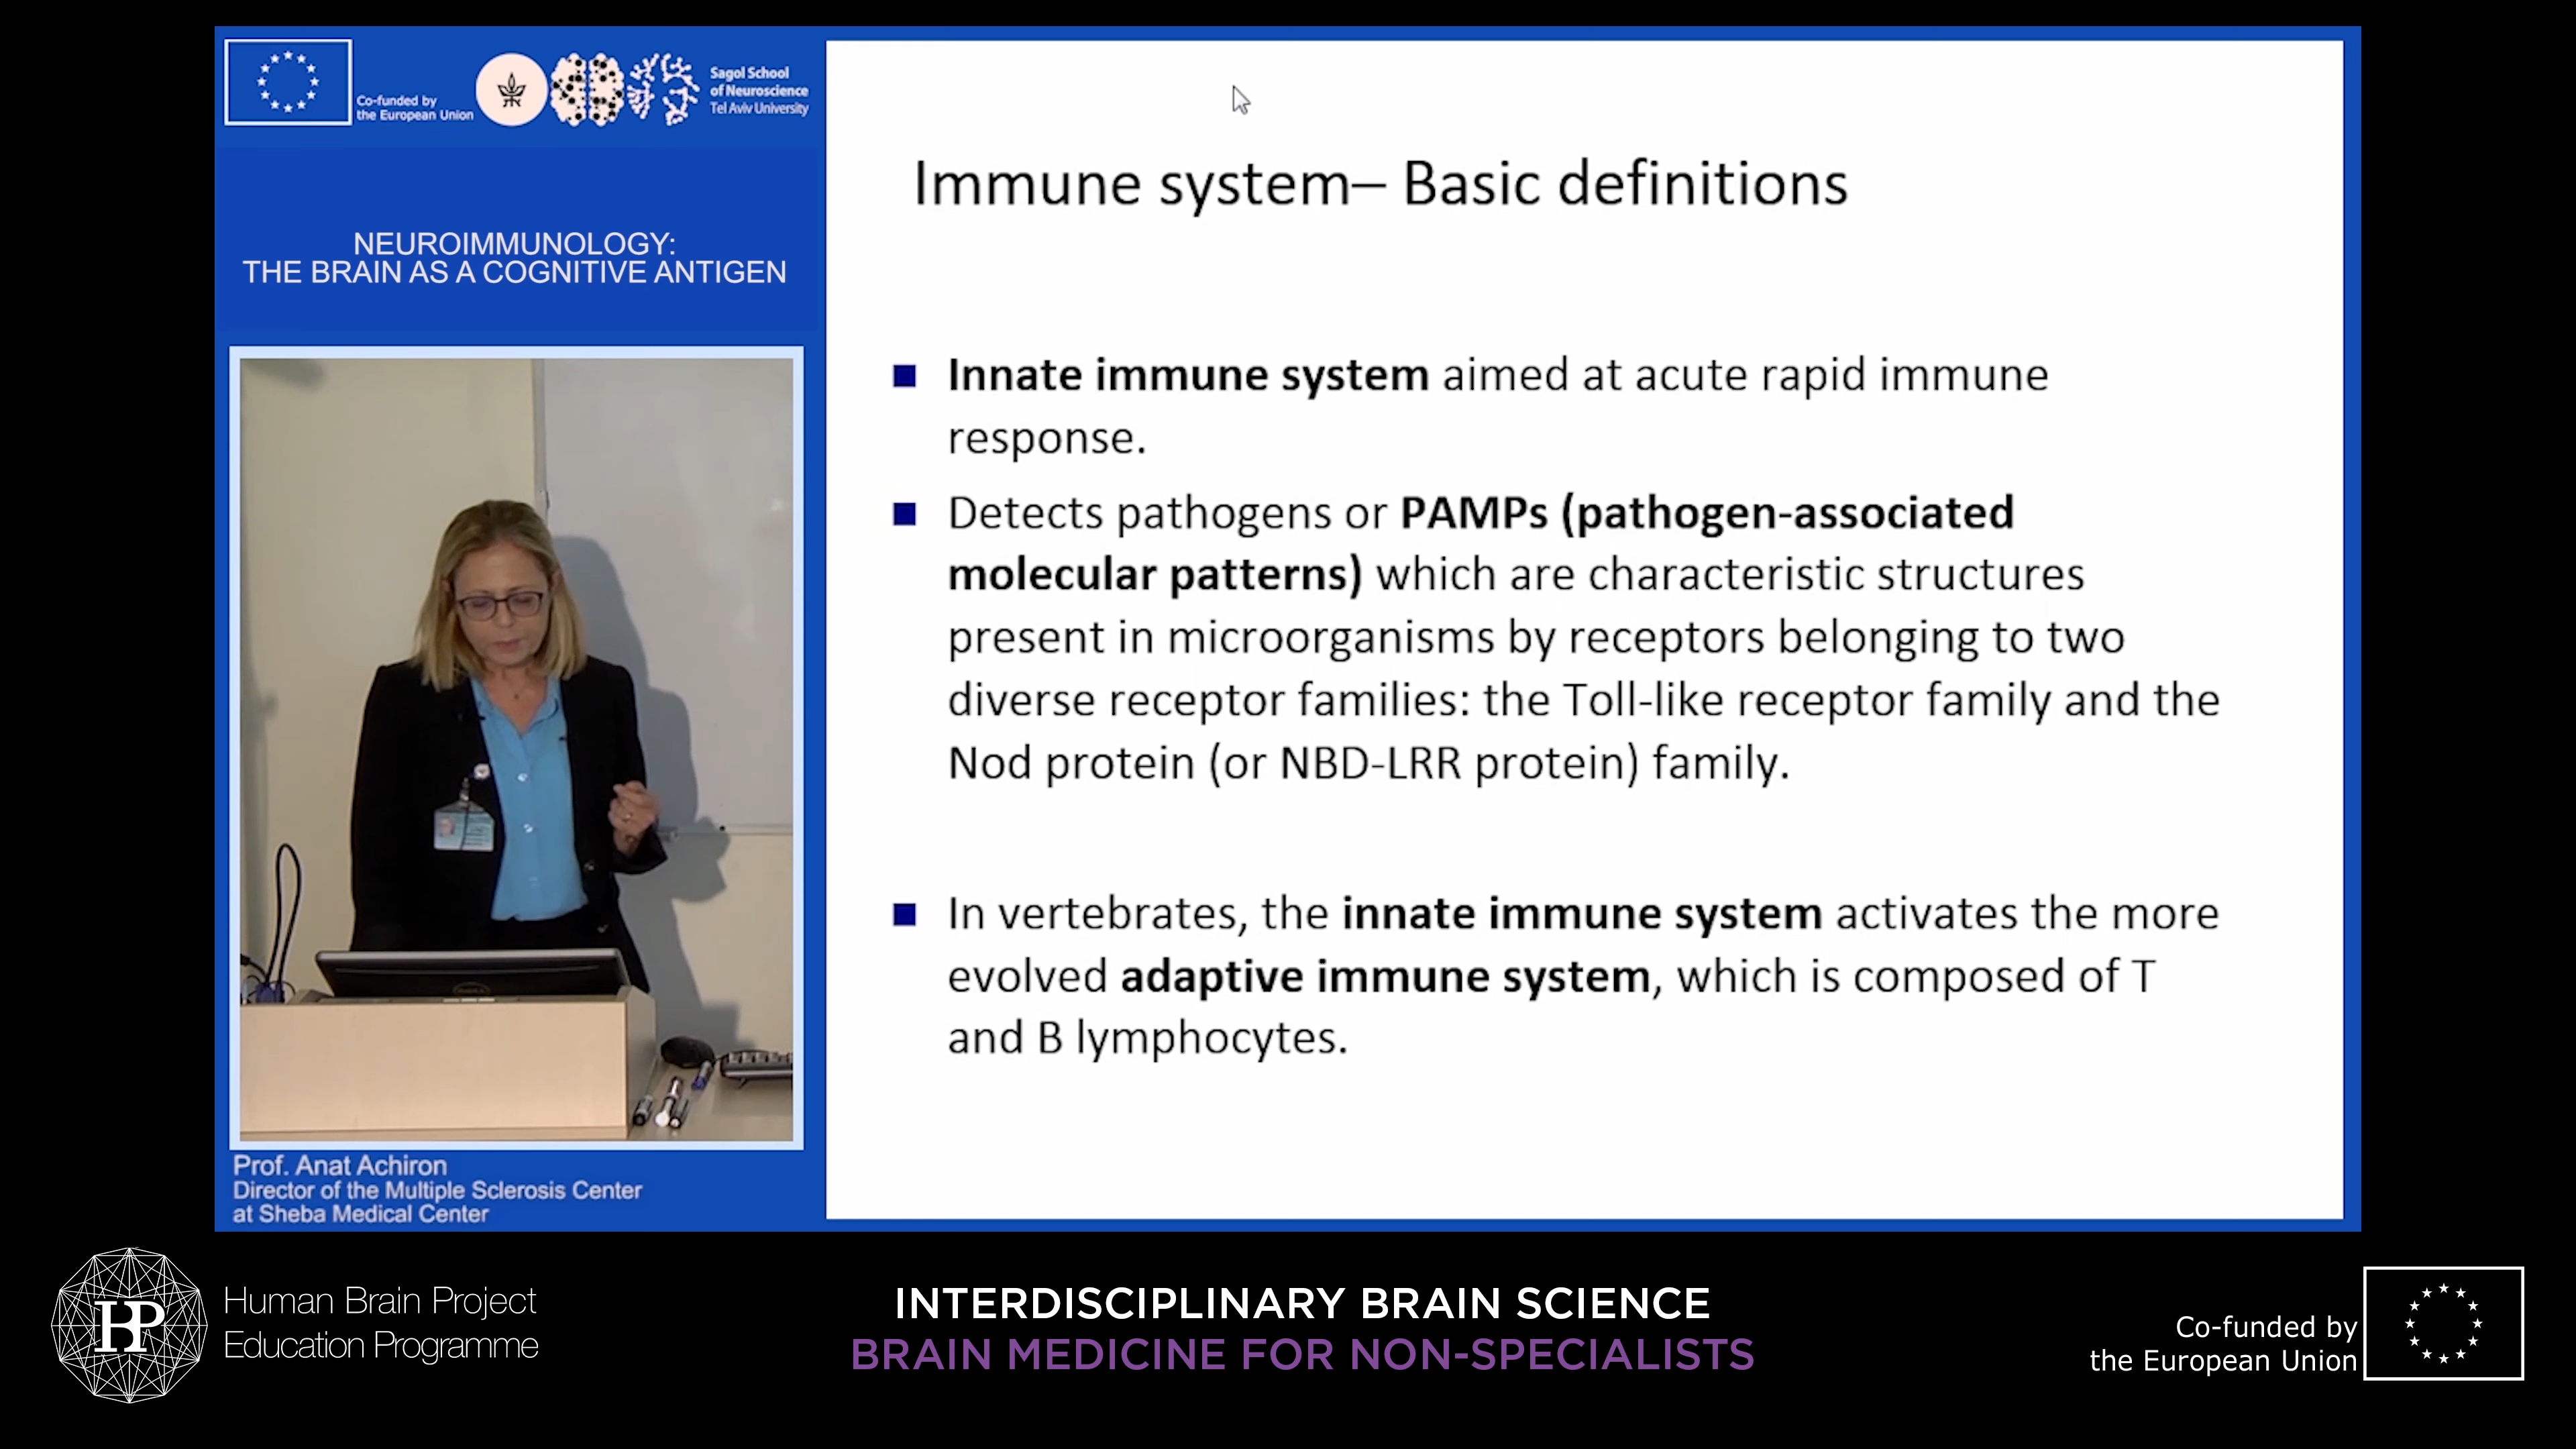 Co-funded by
the European Union
Sagol School
of Neuroscience
Tel Aviv University
NEUROIMMUNOLOGY:
THE BRAIN AS A COGNITIVE ANTIGEN
Prof. Anat Achiron
Director of the Multiple Sclerosis Center
at Sheba Medical Center
Immune system– Basic definitions
Innate immune system aimed at acute rapid immune
response.
Detects pathogens or PAMPs (pathogen-associated
molecular patterns) which are characteristic structures
present in microorganisms by receptors belonging to two
diverse receptor families: the Toll-like receptor family and the
Nod protein (or NBD-LRR protein) family.
In vertebrates, the innate immune system activates the more
evolved adaptive immune system, which is composed of T
and B lymphocytes.
HBP
Human Brain Project
Education Programme
INTERDISCIPLINARY BRAIN SCIENCE
BRAIN MEDICINE FOR NON-SPECIALISTS
Co-funded by
the European Union